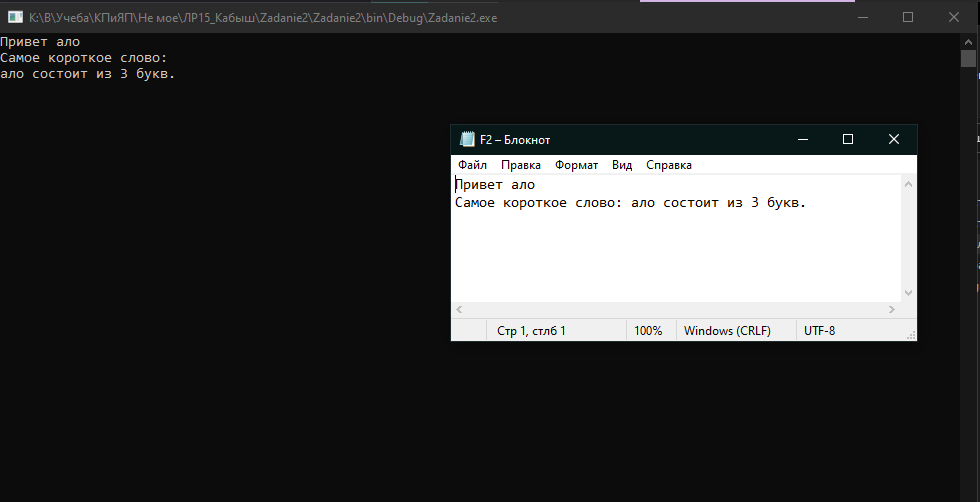 K:\B\Учеба\КПиЯП\Не мое\ЛР15_Кабыш\Zadanie2\Zadanie2\bin\Debug\Zadanie2.exe
Привет ало
Самое короткое слово:
ало состоит из 3 букв.
F2 – Блокнот
Файл Правка Формат Вид Справка
Привет ало
Самое короткое слово: ало состоит из 3 букв.
Стр 1, стлб 1 100% Windows (CRLF) UTF-8